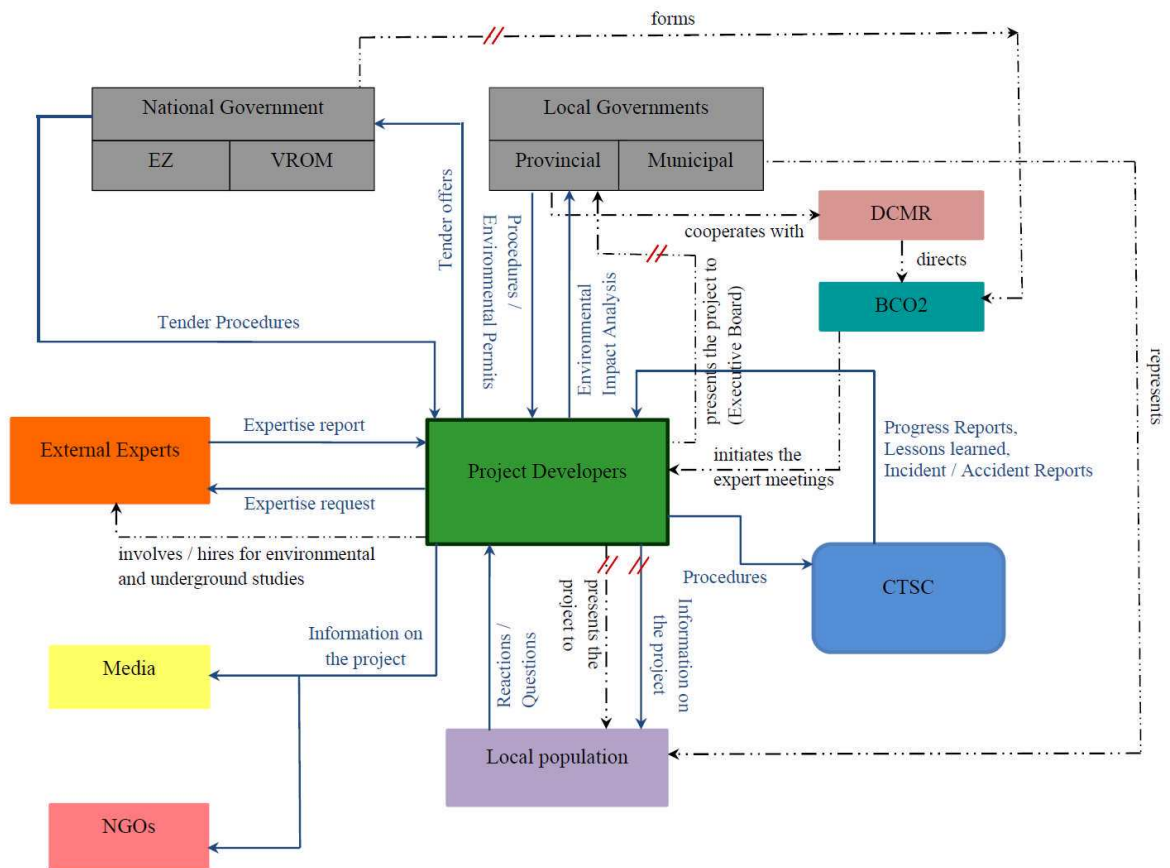 forms
National Government
EZ
VROM
Local Governments
Provincial
Municipal
DCMR
cooperates with
directs
BCO2
Tender offers
Procedures /
Environmental Permits
Environmental
Impact Analysis
presents the project to
(Executive Board)
represents
Tender Procedures
External Experts
Expertise report
Expertise request
Project Developers
initiates the
expert meetings
Progress Reports,
Lessons learned,
Incident / Accident Reports
involves / hires for environmental
and underground studies
Procedures
CTSC
Information on
the project
Media
Reactions /
Questions
presents the
project to
Information on
the project
Local population
NGOs